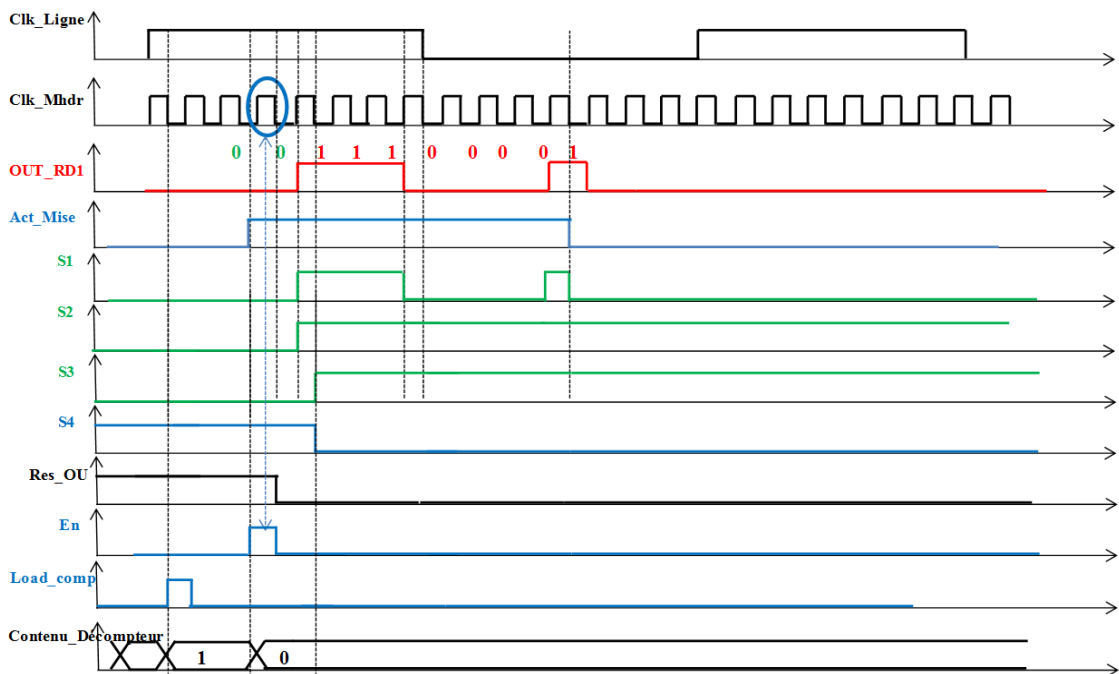 Clk_Ligne
Clk_Mhdr
0 0 1 1 1 0 0 0 0 1
OUT_RD1
Act_Mise
S1
S2
S3
S4
Res_OU
En
Load_comp
Contenu_Décompteur
1 0